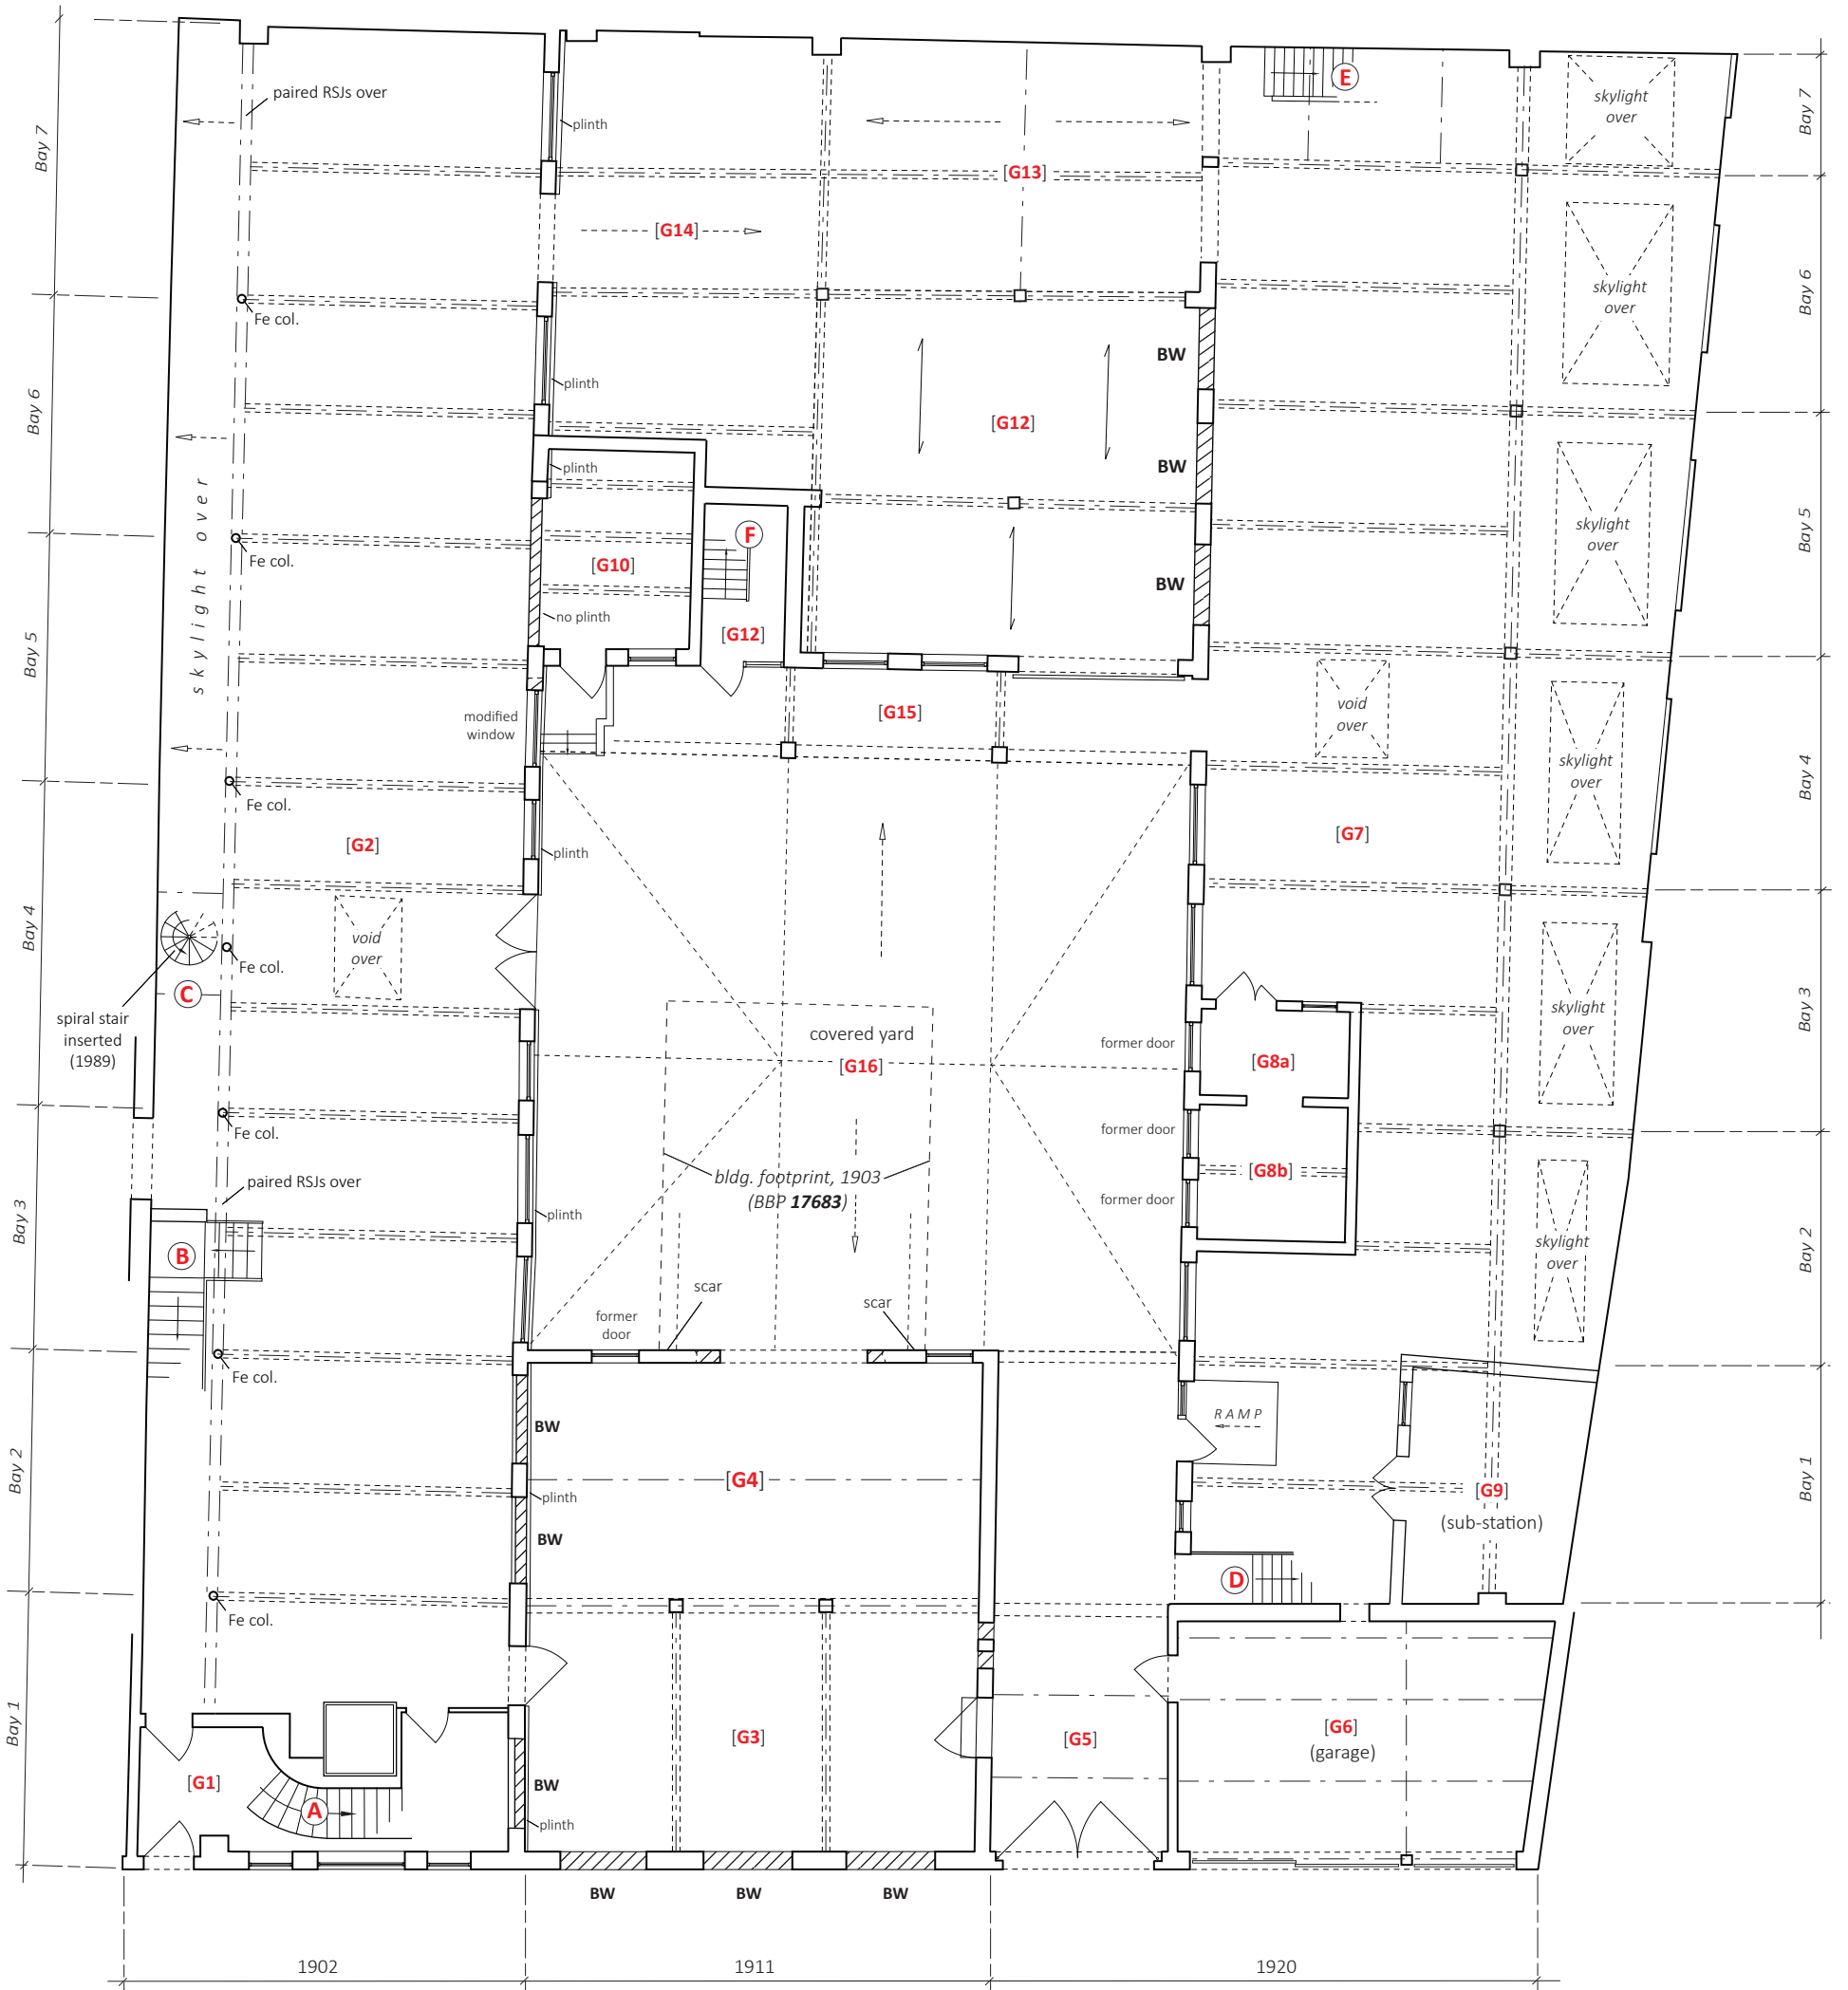 paired RSJs over
plinth
E
skylight
over
Bay 7
Bay 7
[G13]
[G14]
skylight
over
Bay 6
Fe col.
BW
plinth
Bay 6
[G12]
BW
plinth
skylight over
F
skylight
over
Bay 5
Fe col.
[G10]
BW
no plinth
[G12]
Bay 5
modified
window
[G15]
void
over
skylight
over
Bay 4
Fe col.
[G2]
plinth
[G7]
Bay 4
void
over
Fe col.
C
spiral stair
inserted
(1989)
covered yard
[G16]
former door
[G8a]
skylight
over
Bay 3
Fe col.
former door
paired RSJs over
bldg. footprint, 1903
(BBP 17683)
[G8b]
former door
Bay 3
plinth
B
skylight
over
Bay 2
scar
scar
former
door
Fe col.
BW
RAMP
Bay 2
[G4]
plinth
[G9]
(sub-station)
Bay 1
BW
D
Fe col.
Bay 1
[G3]
[G5]
[G6]
(garage)
[G1]
BW
A
plinth
BW
BW
BW
1902
1911
1920